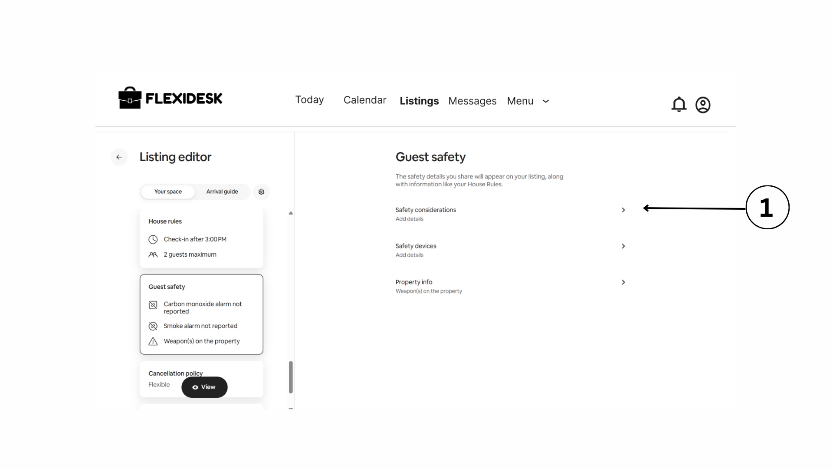 FLEXIDESK
Today Calendar Listings Messages Menu
Listing editor
Your space Arrival guide
House rules
Check-in after 3:00 PM
2 guests maximum
Guest safety
Carbon monoxide alarm not
reported
Smoke alarm not reported
Weapon(s) on the property
Cancellation policy
Flexible
View
Guest safety
The safety details you share will appear on your listing, along
with information like your House Rules.
Safety considerations
Add details
Safety devices
Add details
Property info
Weapon(s) on the property
1